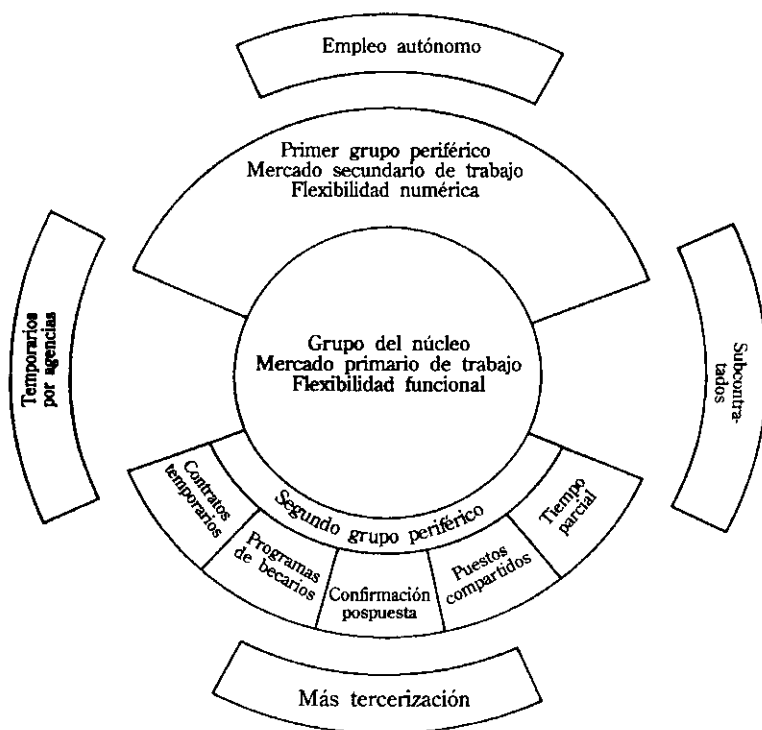 Empleo autónomo
Primer grupo periférico
Mercado secundario de trabajo
Flexibilidad numérica
Temporarios
por agencias
Grupo del núcleo
Mercado primario de trabajo
Flexibilidad funcional
Subcontra-
tados
Segundo grupo periférico
Contratos
temporarios
Programas
de becarios
Confirmación
pospuesta
Puestos
compartidos
Tiempo
parcial
Más tercerización